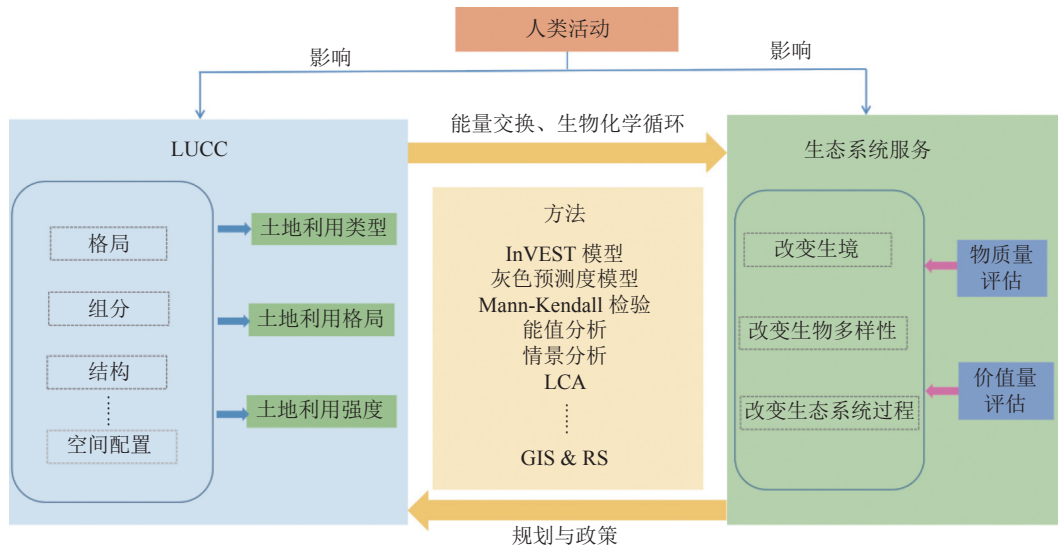 人类活动
影响
影响
能量交换、生物化学循环
LUCC
格局
组分
结构
空间配置
土地利用类型
土地利用格局
土地利用强度
方法
InVEST 模型
灰色预测度模型
Mann-Kendall 检验
能值分析
情景分析
LCA
GIS & RS
生态系统服务
改变生境
改变生物多样性
改变生态系统过程
物质量
评估
价值量
评估
规划与政策